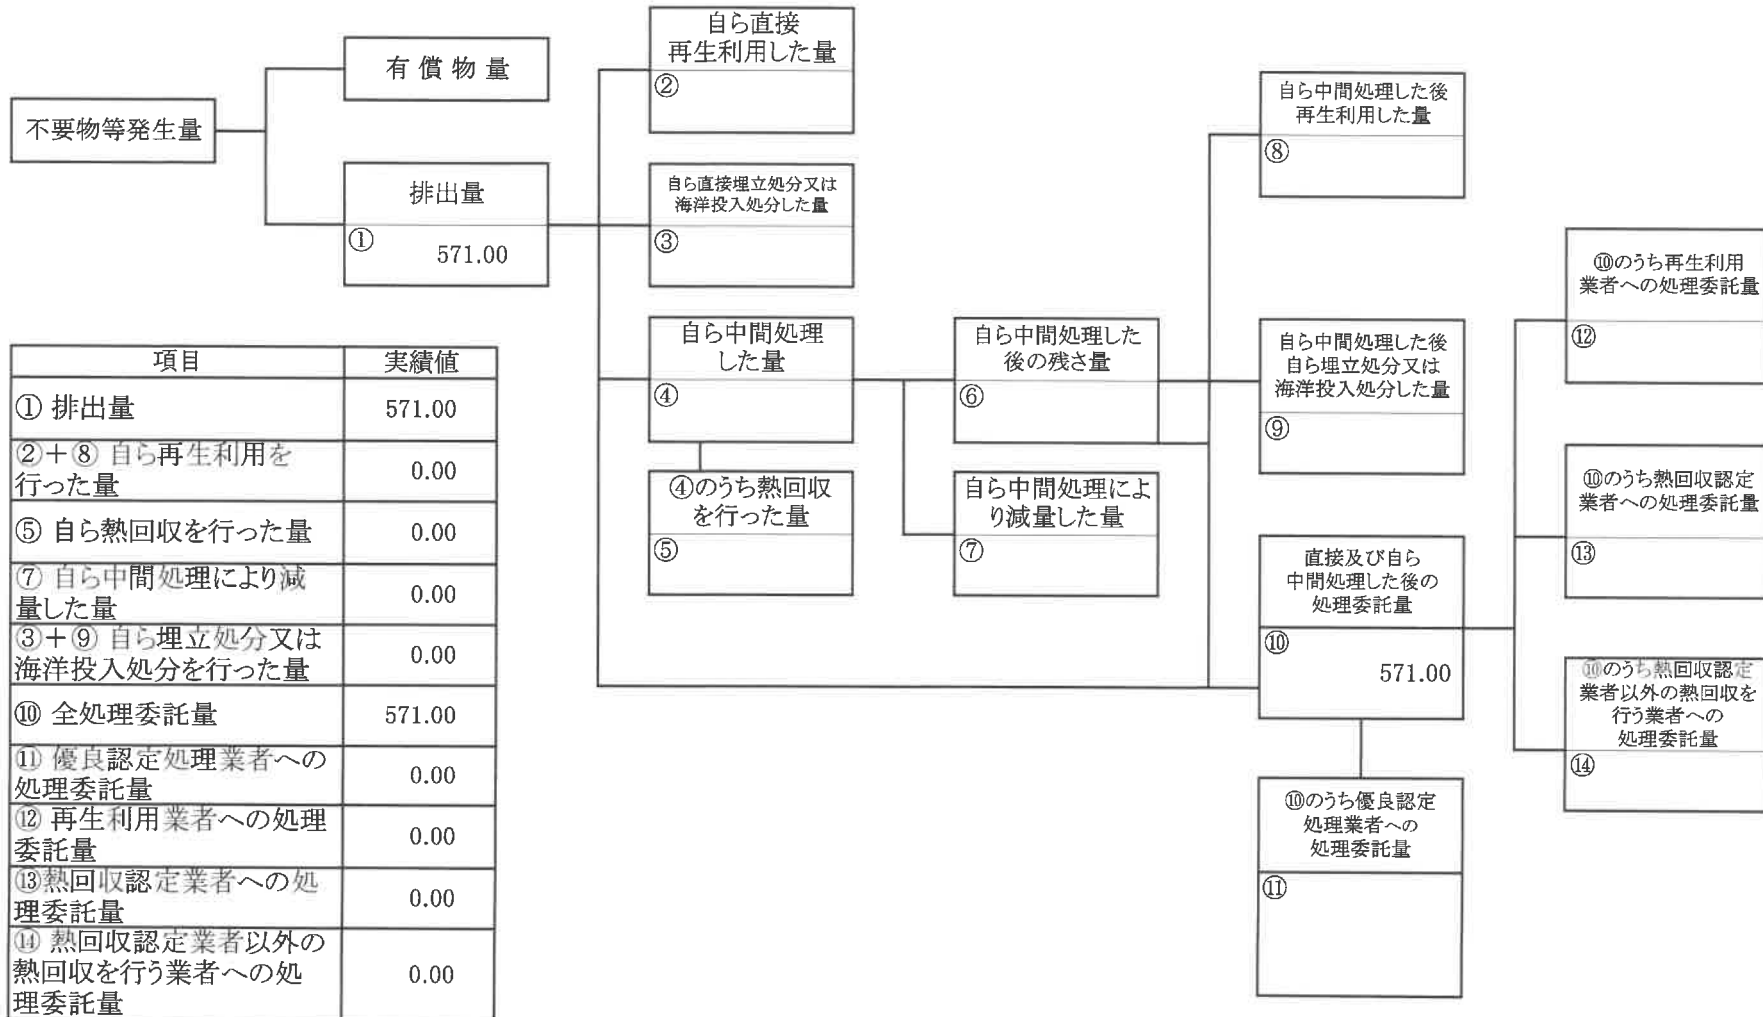 不要物等発生量
有償物量
排出量
①
571.00
自ら直接
再生利用した量
②
自ら直接埋立処分又は
海洋投入処分した量
③
自ら中間処理
した量
④
④のうち熱回収
を行った量
⑤
自ら中間処理した
後の残さ量
⑥
自ら中間処理によ
り減量した量
⑦
自ら中間処理した後
再生利用した量
⑧
自ら中間処理した後
自ら埋立処分又は
海洋投入処分した量
⑨
直接及び自ら
中間処理した後の
処理委託量
⑩
571.00
⑩のうち優良認定
処理業者への
処理委託量
⑪
⑩のうち再生利用
業者への処理委託量
⑫
⑩のうち熱回収認定
業者への処理委託量
⑬
⑩のうち熱回収認定
業者以外の熱回収を
行う業者への
処理委託量
⑭
項目 実績値
① 排出量 571.00
②+⑧ 自ら再生利用を
行った量 0.00
⑤ 自ら熱回収を行った量 0.00
⑦ 自ら中間処理により減
量した量 0.00
③+⑨ 自ら埋立処分又は
海洋投入処分を行った量 0.00
⑩ 全処理委託量 571.00
⑪ 優良認定処理業者への
処理委託量 0.00
⑫ 再生利用業者への処理
委託量 0.00
⑬熱回収認定業者への処
理委託量 0.00
⑭ 熱回収認定業者以外の
熱回収を行う業者への処
理委託量 0.00